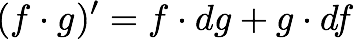 (f · g)′ = f · dg + g · df